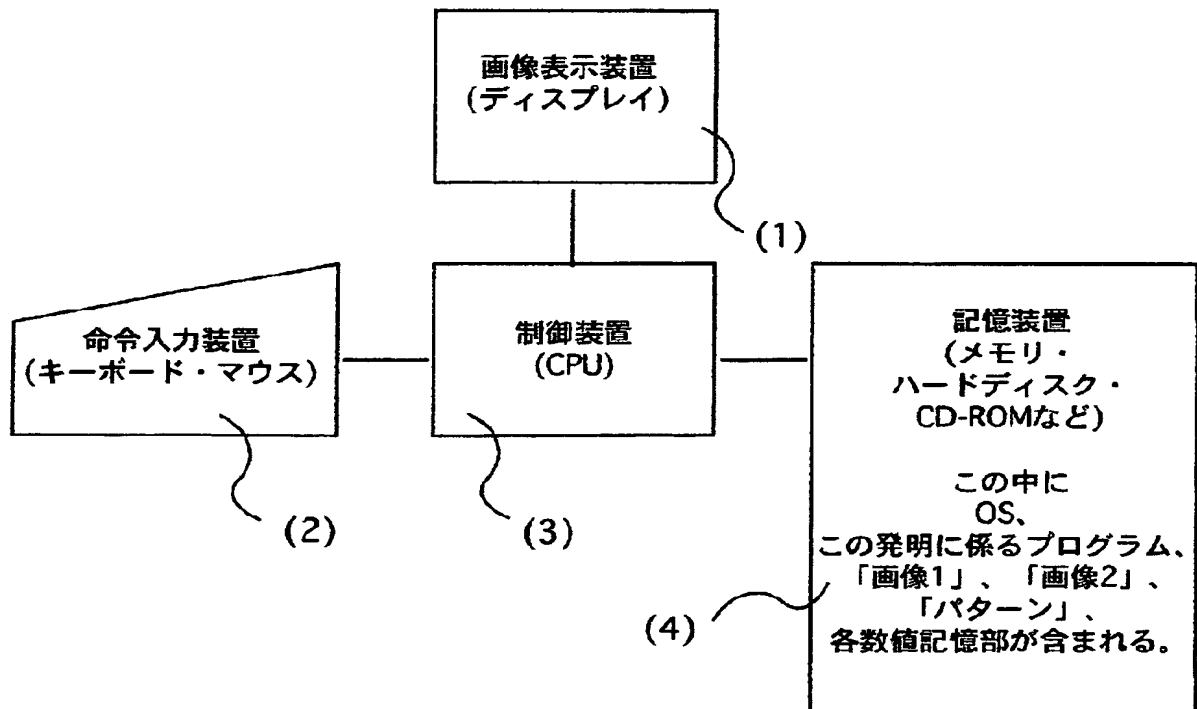 画像表示装置
(ディスプレイ)
(1)
命令入力装置
(キーボード・マウス)
(2)
制御装置
(CPU)
(3)
記憶装置
(メモリ・
ハードディスク・
CD-ROMなど)
この中に
OS、
この発明に係るプログラム、
「画像1」、「画像2」、
「パターン」、
各数値記憶部が含まれる。
(4)